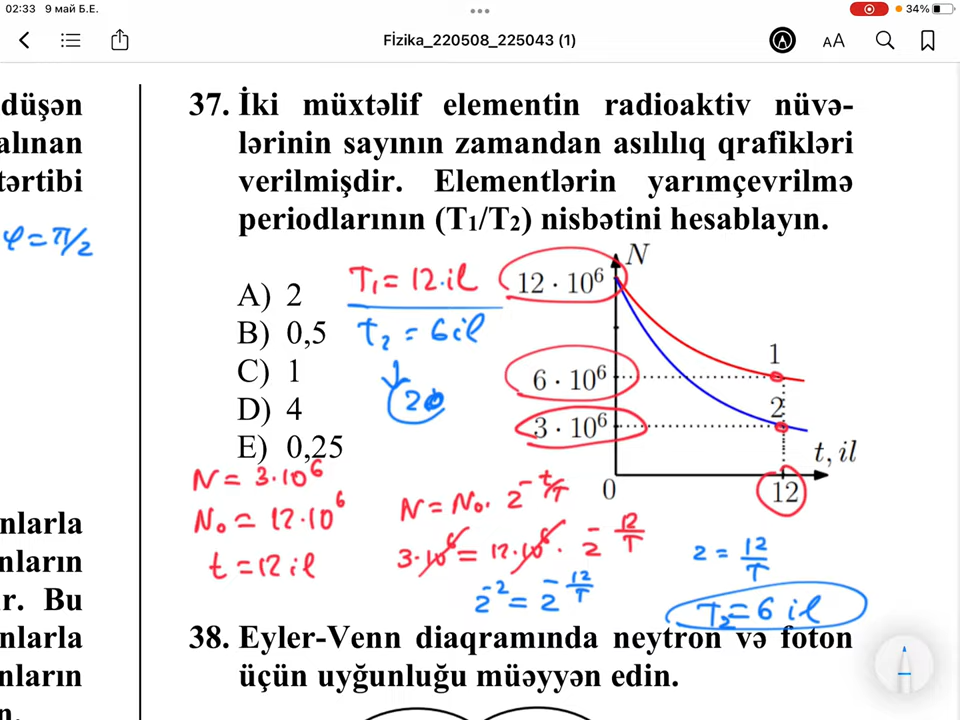 02:33 9 май Б.Е.
34%
Fİzika_220508_225043 (1)
AA
düşən
alınan
tərtibi
φ = π/2
37. İki müxtəlif elementin radioaktiv nüvə-
lərinin sayının zamandan asılılıq qrafikləri
verilmişdir. Elementlərin yarımçevrilmə
periodlarının (T₁/T₂) nisbətini hesablayın.
A) 2
B) 0,5
C) 1
D) 4
E) 0,25
T₁ = 12 il
T₂ = 6 il
N
12 · 10⁶
6 · 10⁶
3 · 10⁶
1
2
t, il
0
12
N = 3·10⁶
N₀ = 12·10⁶
t = 12 il
N = N₀ · 2^(-t/T)
3·10⁶ = 12·10⁶ · 2^(-12/T)
2⁻² = 2^(-12/T)
2 = 12/T
T₂ = 6 il
nlarla
nların
r. Bu
nlarla
nların
38. Eyler-Venn diaqramında neytron və foton
üçün uyğunluğu müəyyən edin.